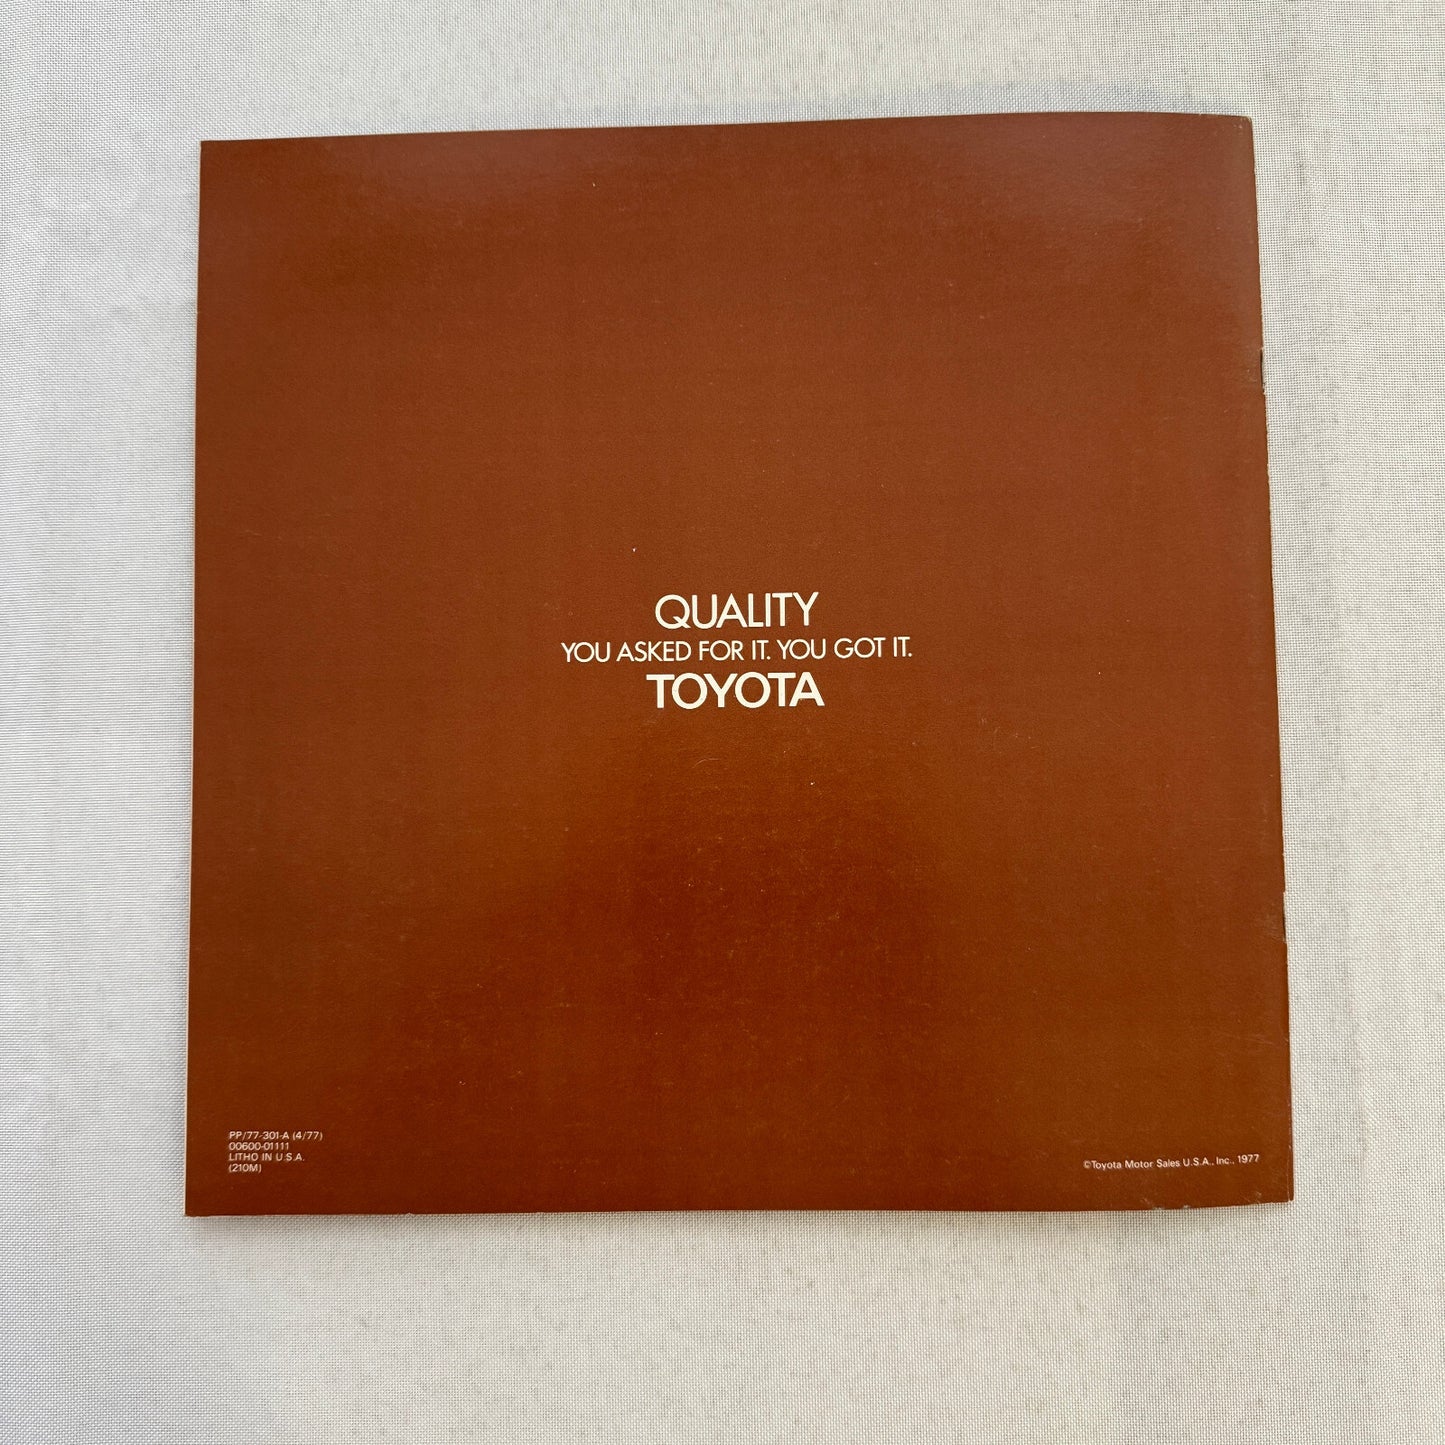 QUALITY
YOU ASKED FOR IT. YOU GOT IT.
TOYOTA
PP/77-301-A (4/77)
00600-01111
LITHO IN U.S.A.
(210M)
©Toyota Motor Sales U.S.A., Inc., 1977